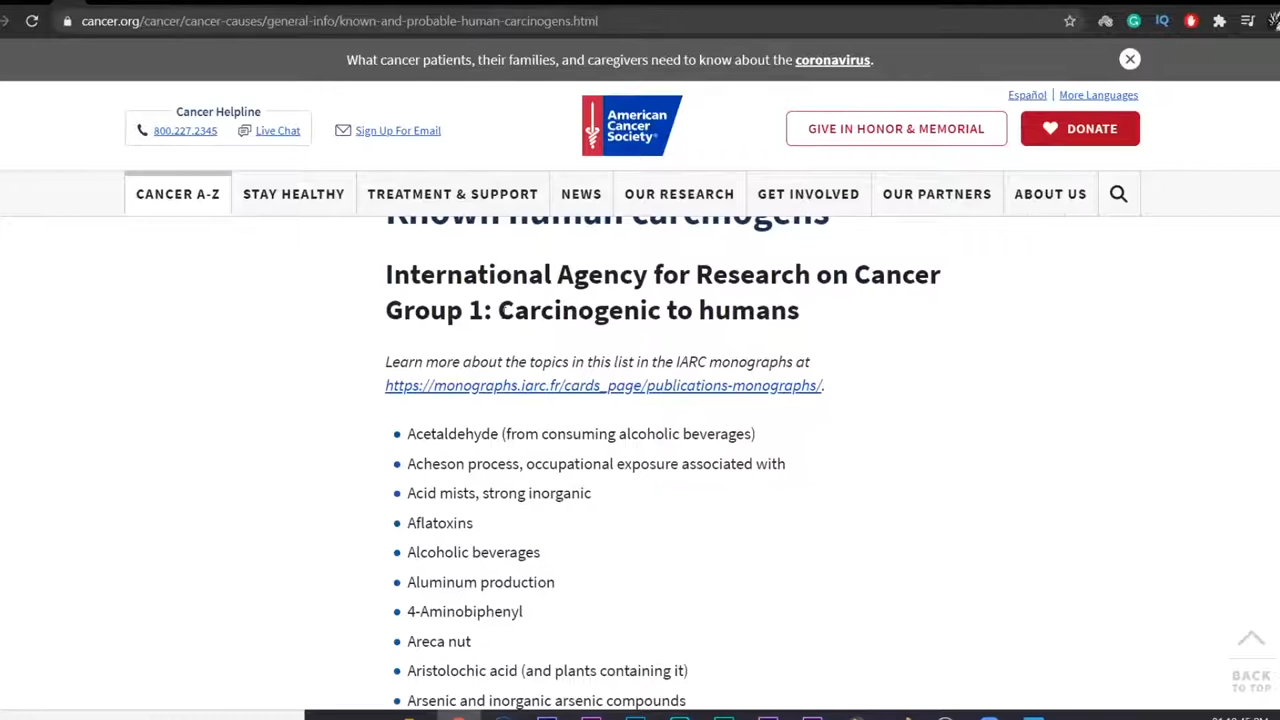 cancer.org/cancer/cancer-causes/general-info/known-and-probable-human-carcinogens.html
What cancer patients, their families, and caregivers need to know about the coronavirus.
Español | More Languages
Cancer Helpline
800.227.2345 Live Chat
Sign Up For Email
American
Cancer
Society®
GIVE IN HONOR & MEMORIAL
DONATE
CANCER A-Z STAY HEALTHY TREATMENT & SUPPORT NEWS OUR RESEARCH GET INVOLVED OUR PARTNERS ABOUT US
Known human carcinogens
International Agency for Research on Cancer
Group 1: Carcinogenic to humans
Learn more about the topics in this list in the IARC monographs at
https://monographs.iarc.fr/cards_page/publications-monographs/.
• Acetaldehyde (from consuming alcoholic beverages)
• Acheson process, occupational exposure associated with
• Acid mists, strong inorganic
• Aflatoxins
• Alcoholic beverages
• Aluminum production
• 4-Aminobiphenyl
• Areca nut
• Aristolochic acid (and plants containing it)
• Arsenic and inorganic arsenic compounds
BACK
TO TOP